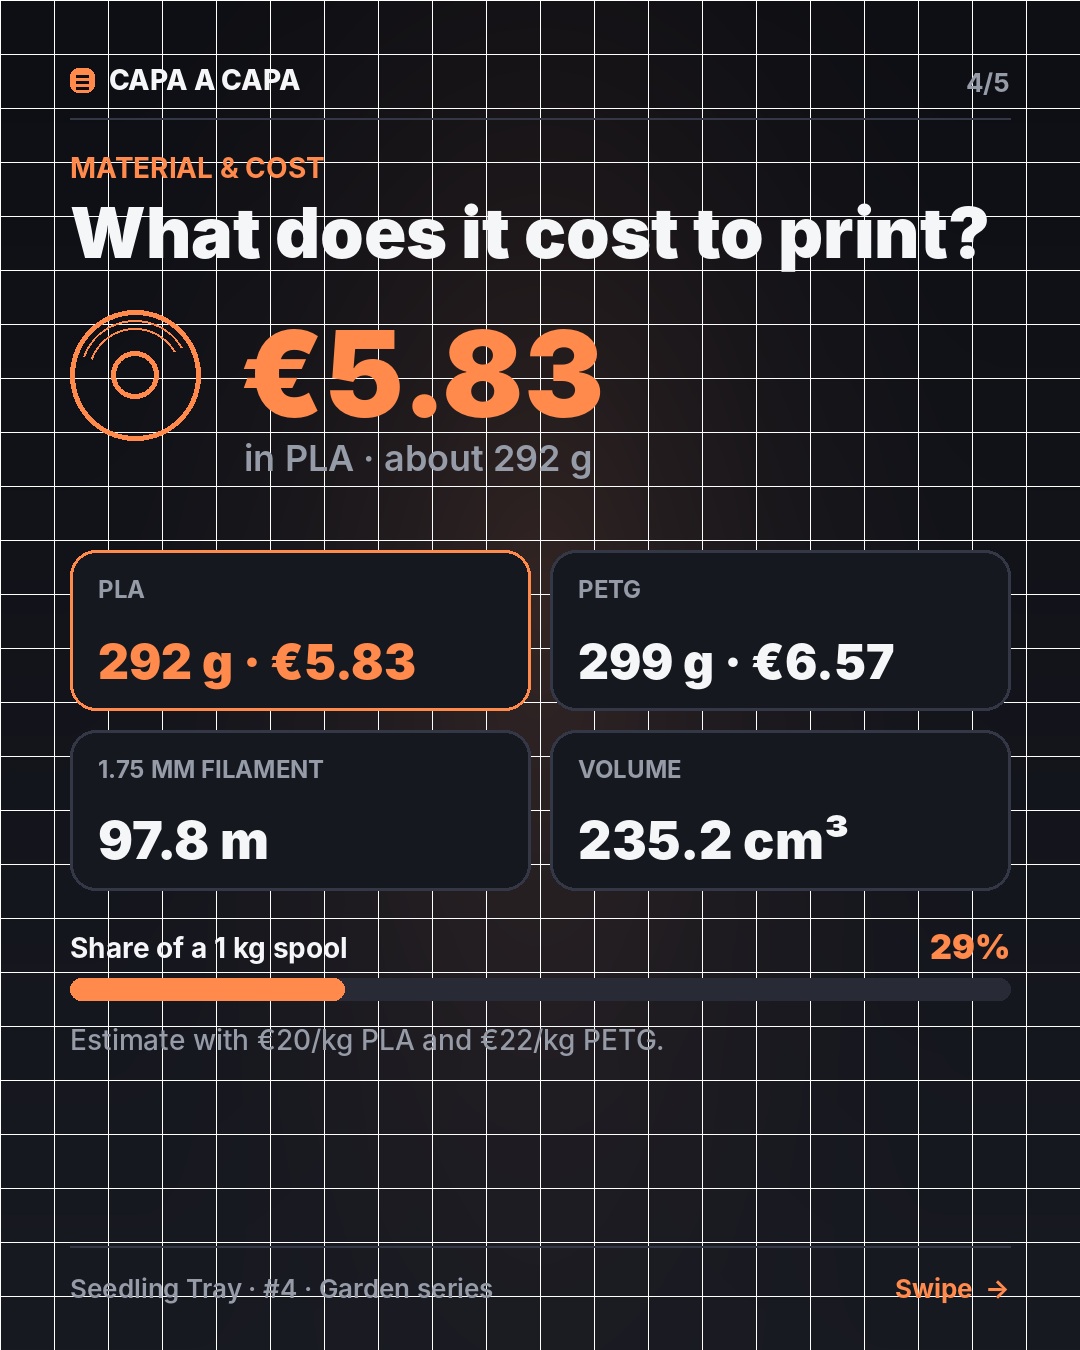 CAPA A CAPA
4/5
MATERIAL & COST
What does it cost to print?
€5.83
in PLA · about 292 g
PLA
292 g · €5.83
PETG
299 g · €6.57
1.75 MM FILAMENT
97.8 m
VOLUME
235.2 cm³
Share of a 1 kg spool
29%
Estimate with €20/kg PLA and €22/kg PETG.
Seedling Tray · #4 · Garden series
Swipe →